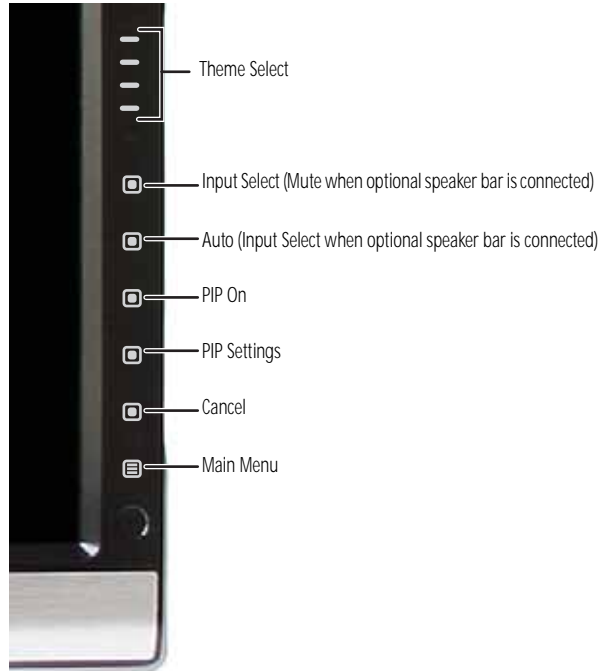 Theme Select
Input Select (Mute when optional speaker bar is connected)
Auto (Input Select when optional speaker bar is connected)
PIP On
PIP Settings
Cancel
Main Menu